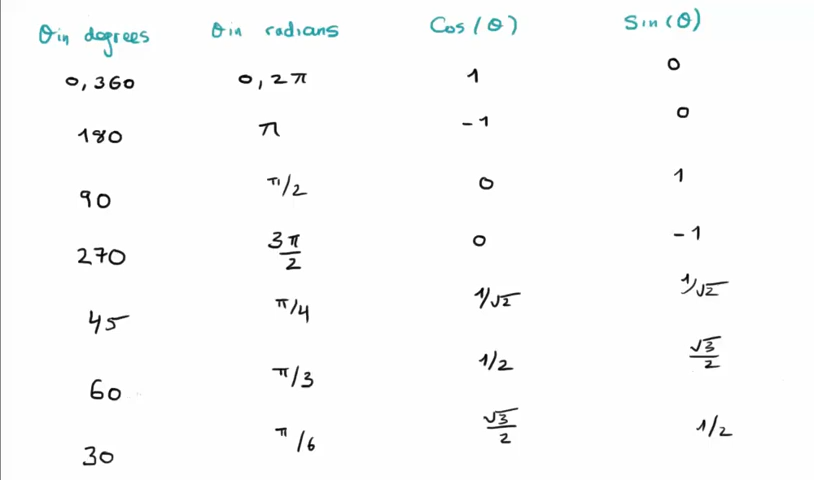 θ in degrees θ in radians Cos(θ) Sin(θ)
0,360 0,2π 1 0
180 π -1 0
90 π/2 0 1
270 3π/2 0 -1
45 π/4 1/√2 1/√2
60 π/3 1/2 √3/2
30 π/6 √3/2 1/2